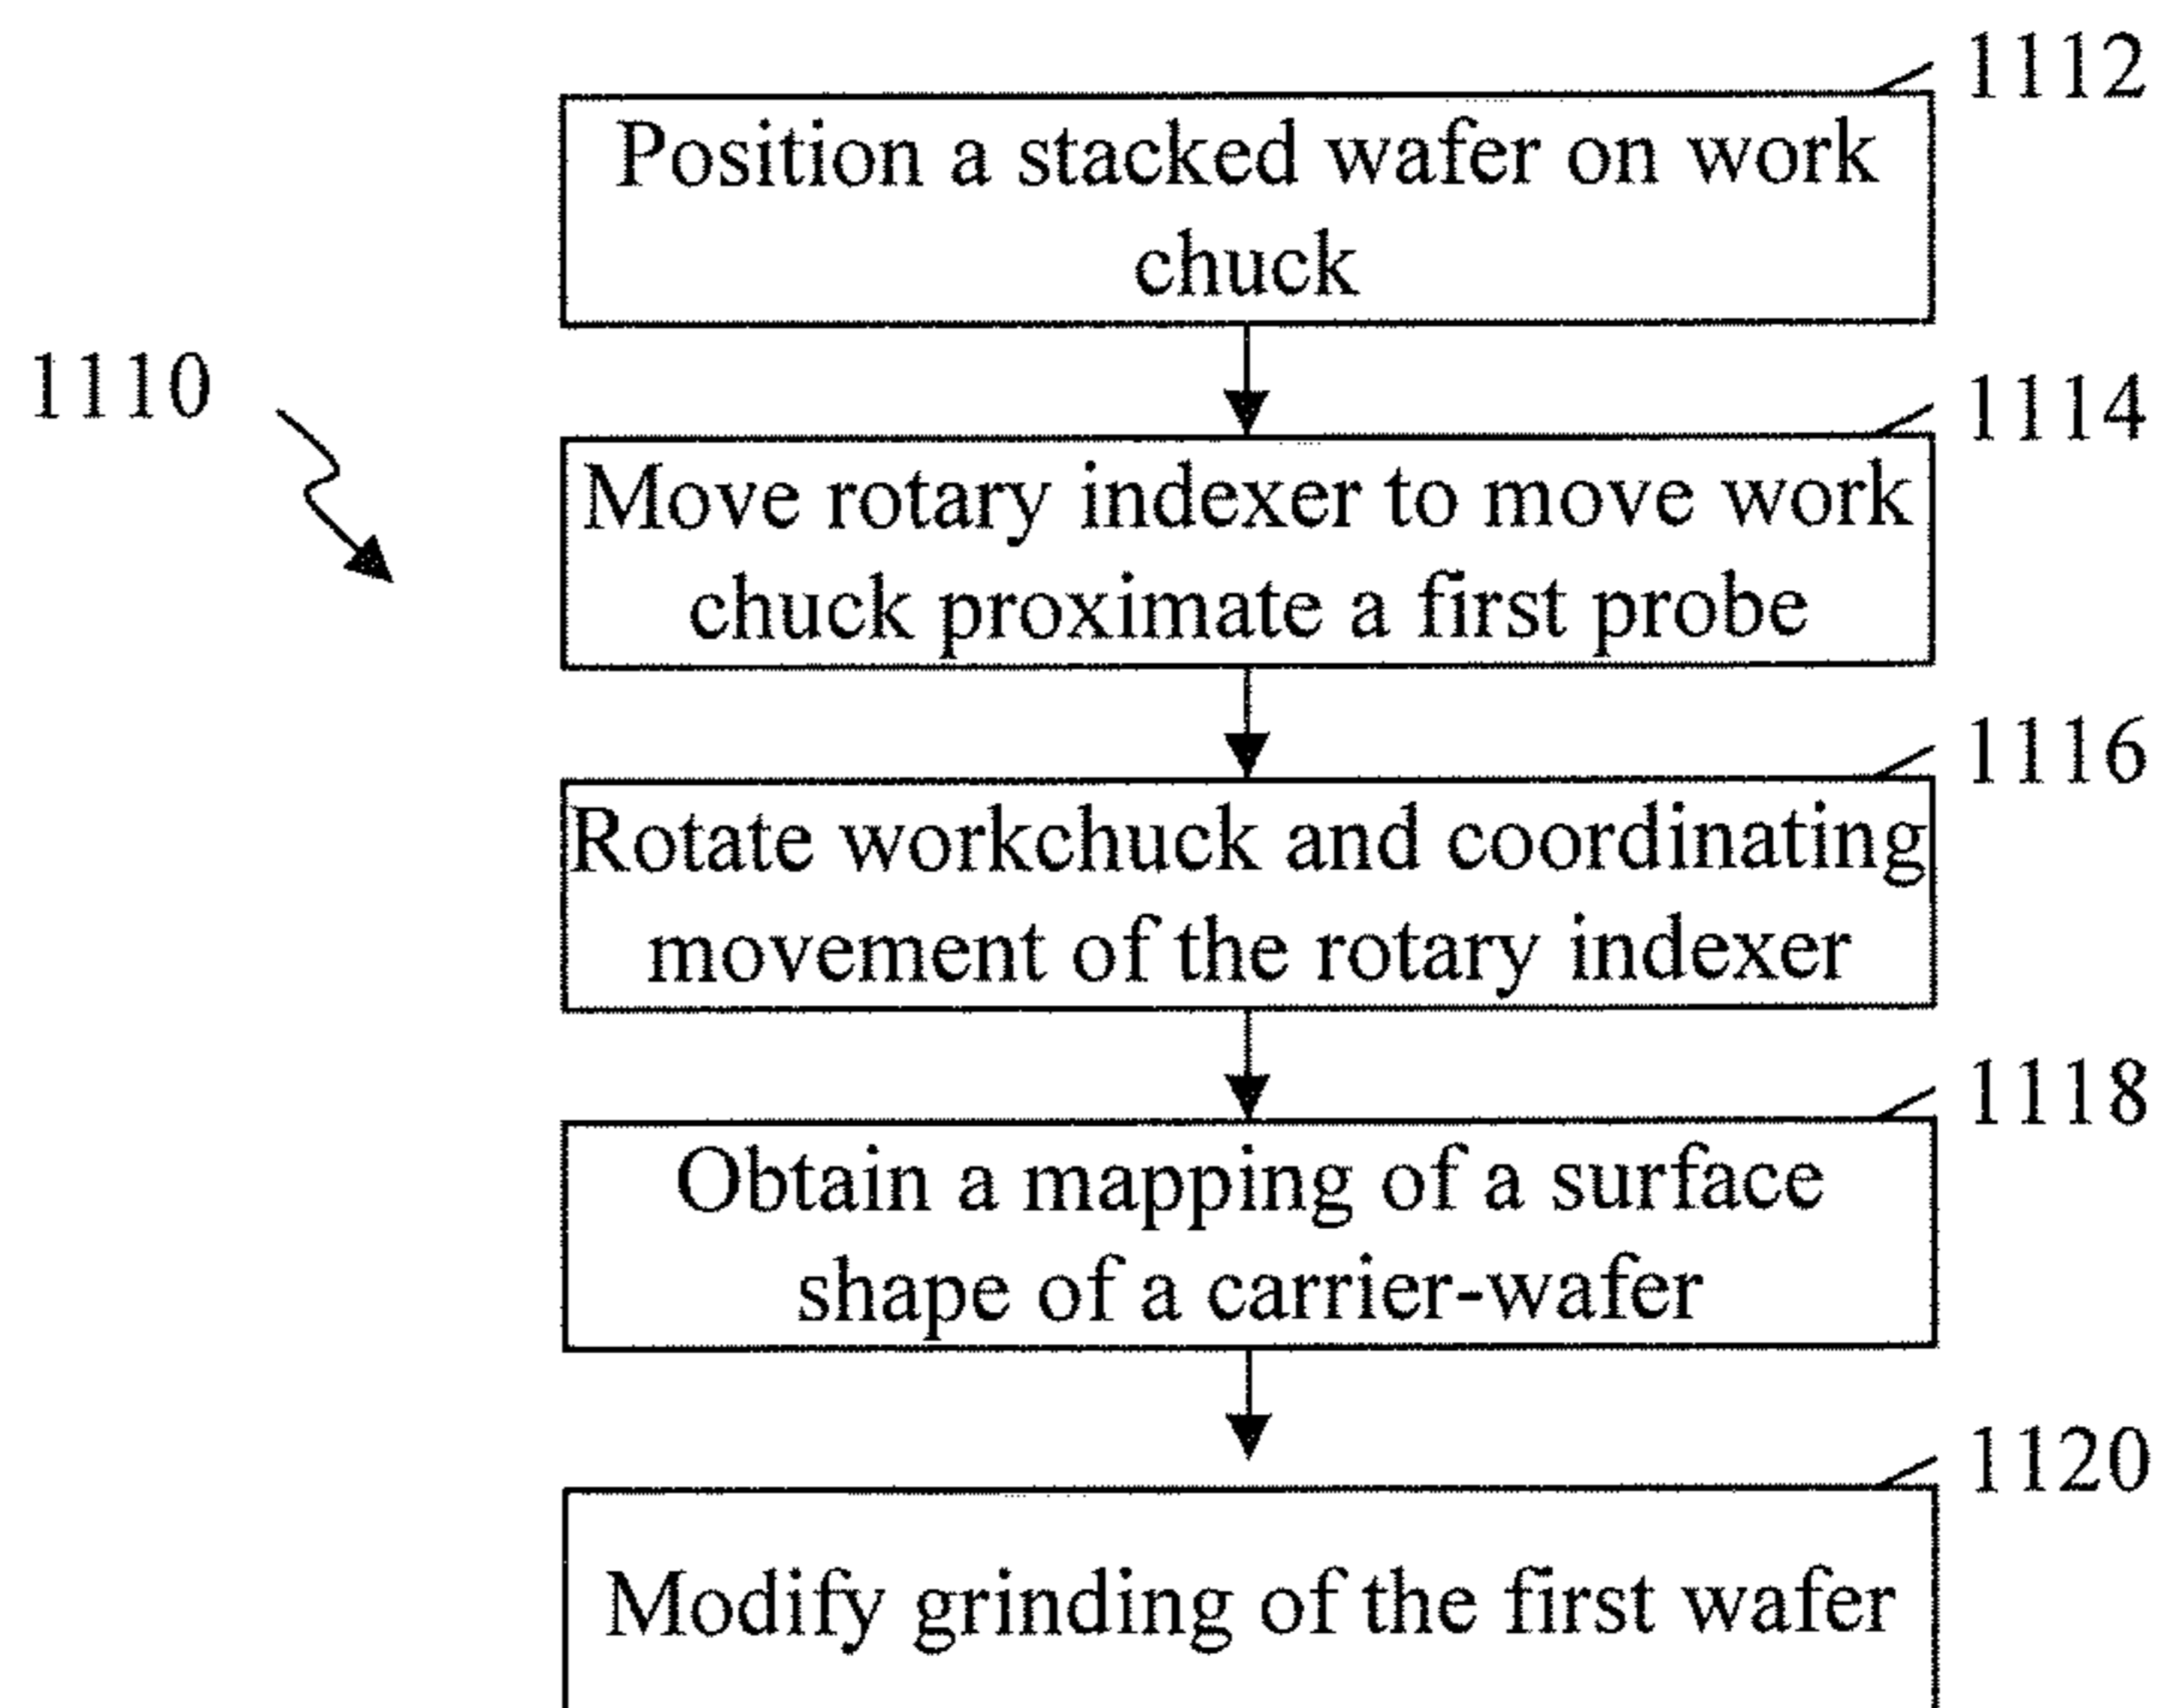 1112
Position a stacked wafer on work
chuck
1110
1114
Move rotary indexer to move work
chuck proximate a first probe
1116
Rotate workchuck and coordinating
movement of the rotary indexer
1118
Obtain a mapping of a surface
shape of a carrier-wafer
1120
Modify grinding of the first wafer